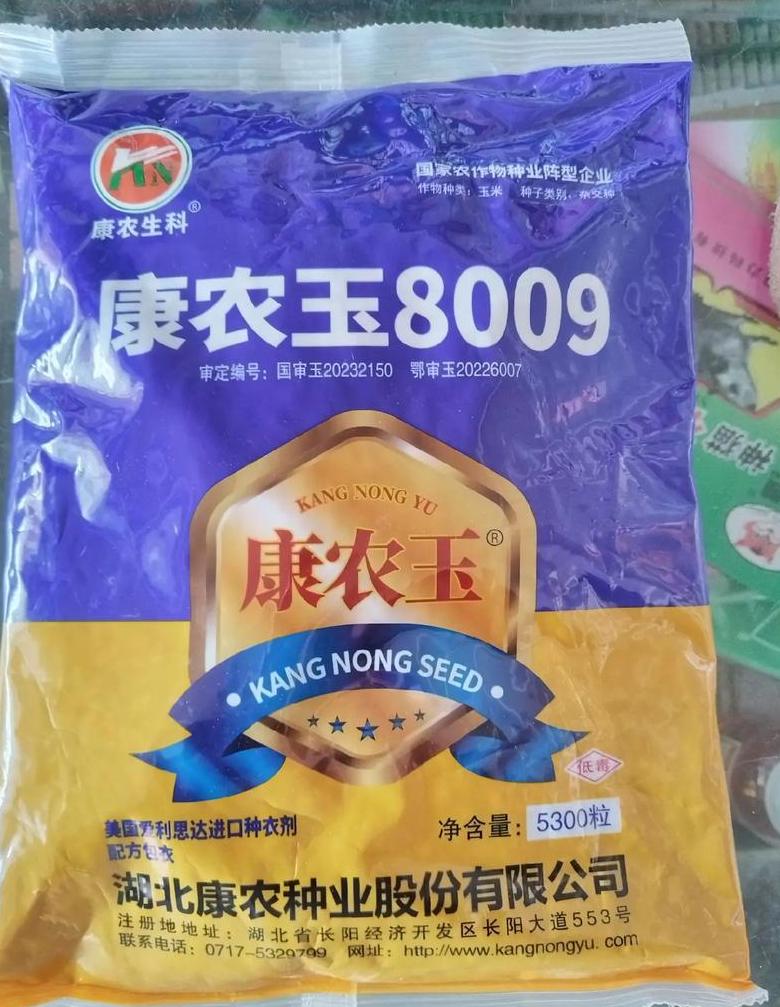 HN
康农生科®
国家农作物种业阵型企业
作物种类：玉米 种子类别：杂交种
康农玉8009
审定编号：国审玉20232150 鄂审玉20226007
KANG NONG YU
康农玉®
KANG NONG SEED
低毒
美国爱利思达进口种衣剂
配方包衣
净含量：5300粒
湖北康农种业股份有限公司
注册地地址：湖北省长阳经济开发区长阳大道553号
联系电话：0717-5329799 网址：http://www.kangnongyu.com
神猫